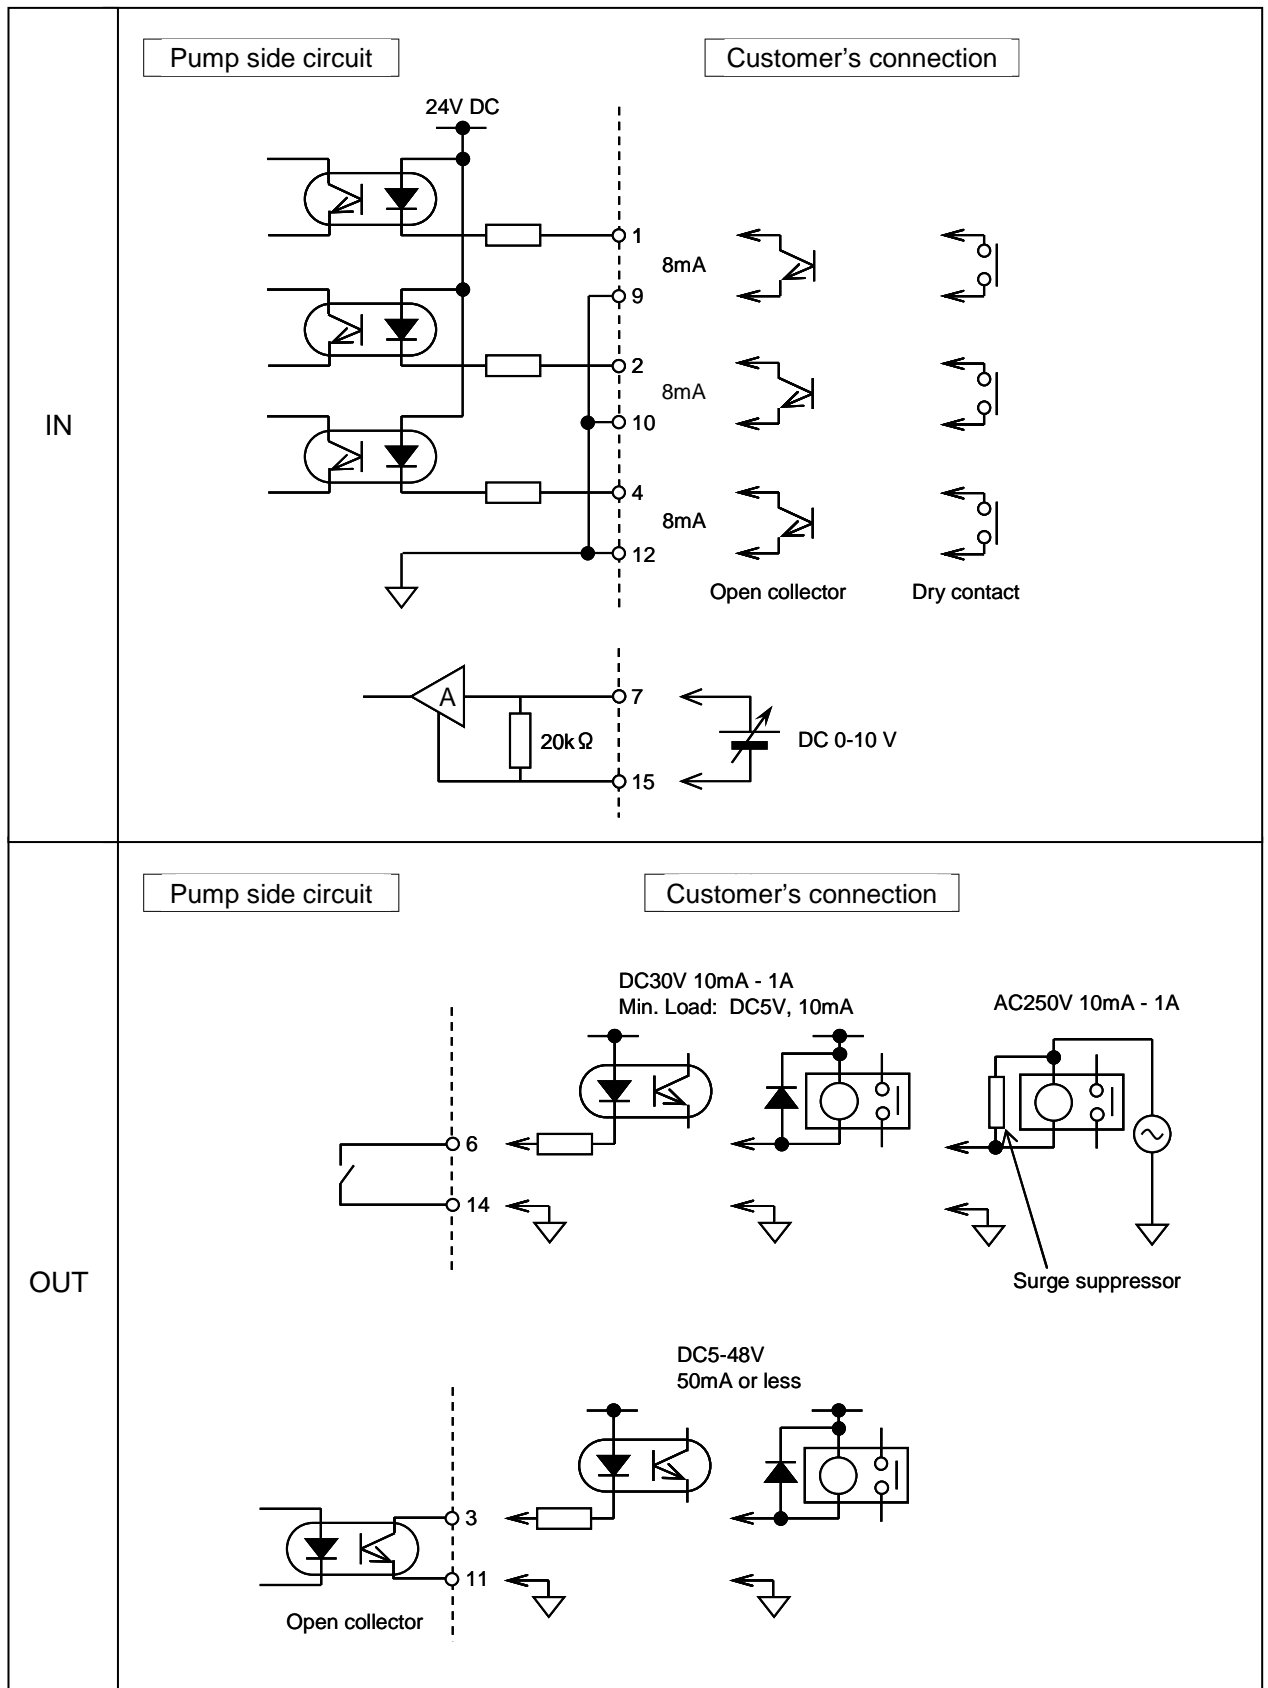 IN
Pump side circuit
Customer's connection
24V DC
1
8mA
9
2
8mA
10
4
8mA
12
Open collector
Dry contact
A
7
20kΩ
DC 0-10 V
15
OUT
Pump side circuit
Customer's connection
DC30V 10mA - 1A
Min. Load: DC5V, 10mA
AC250V 10mA - 1A
6
14
Surge suppressor
DC5-48V
50mA or less
3
11
Open collector